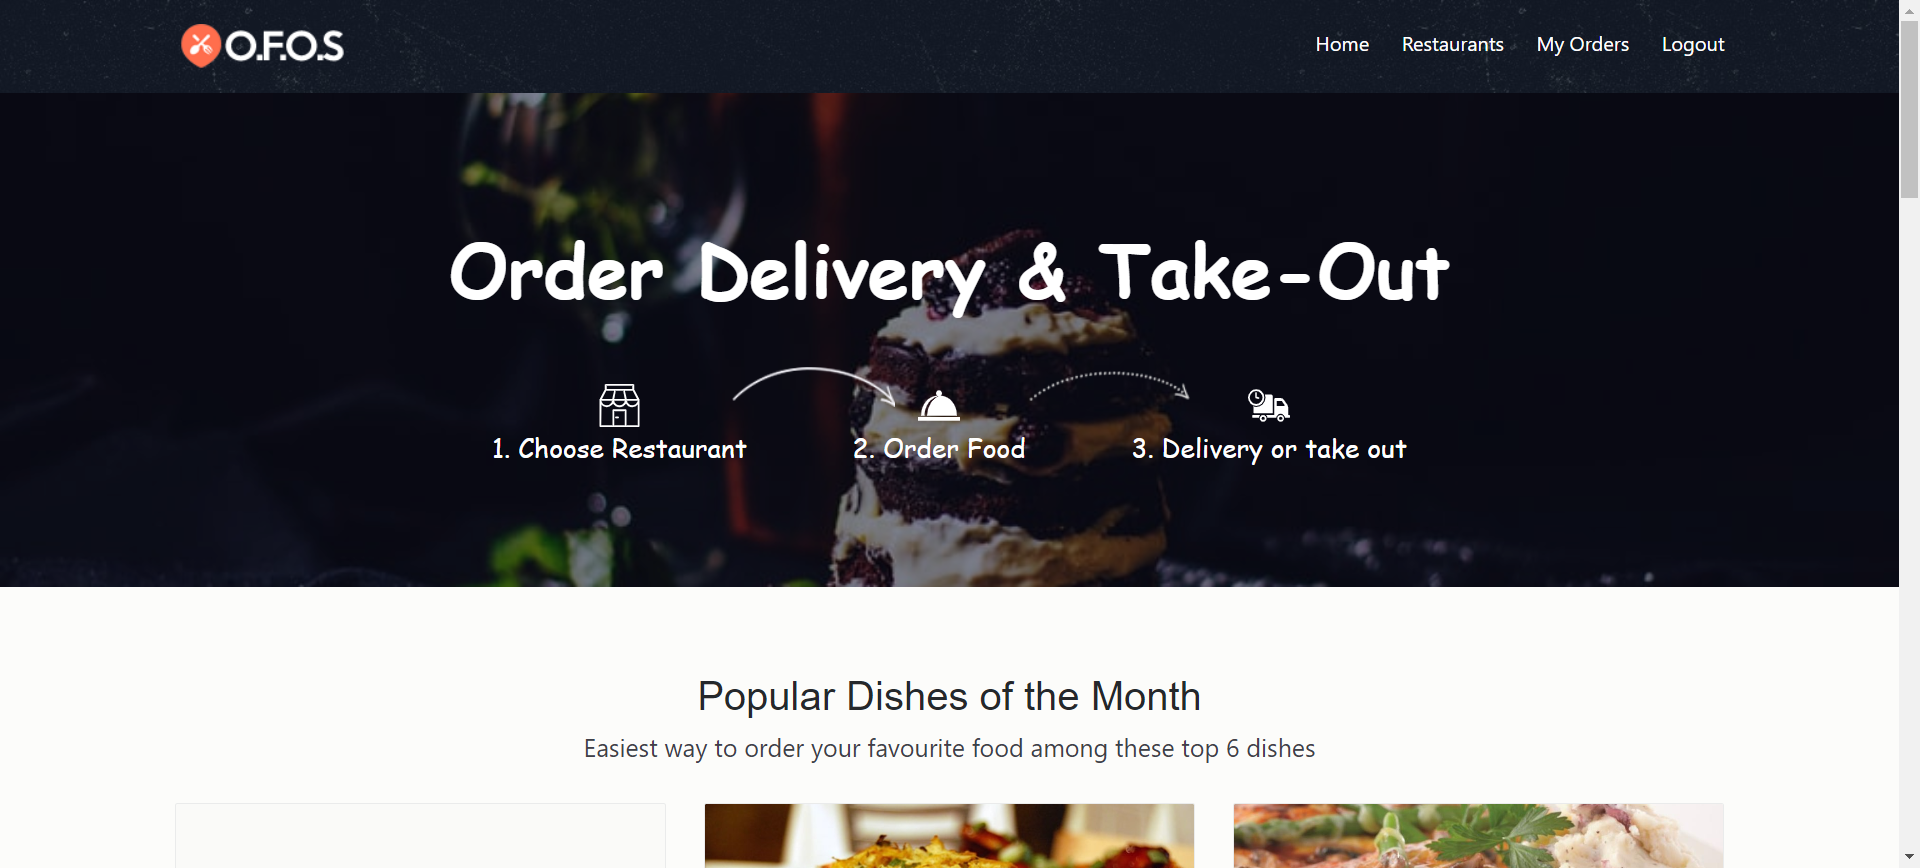 O.F.O.S
Home Restaurants My Orders Logout
Order Delivery & Take-Out
1. Choose Restaurant 2. Order Food 3. Delivery or take out
Popular Dishes of the Month
Easiest way to order your favourite food among these top 6 dishes